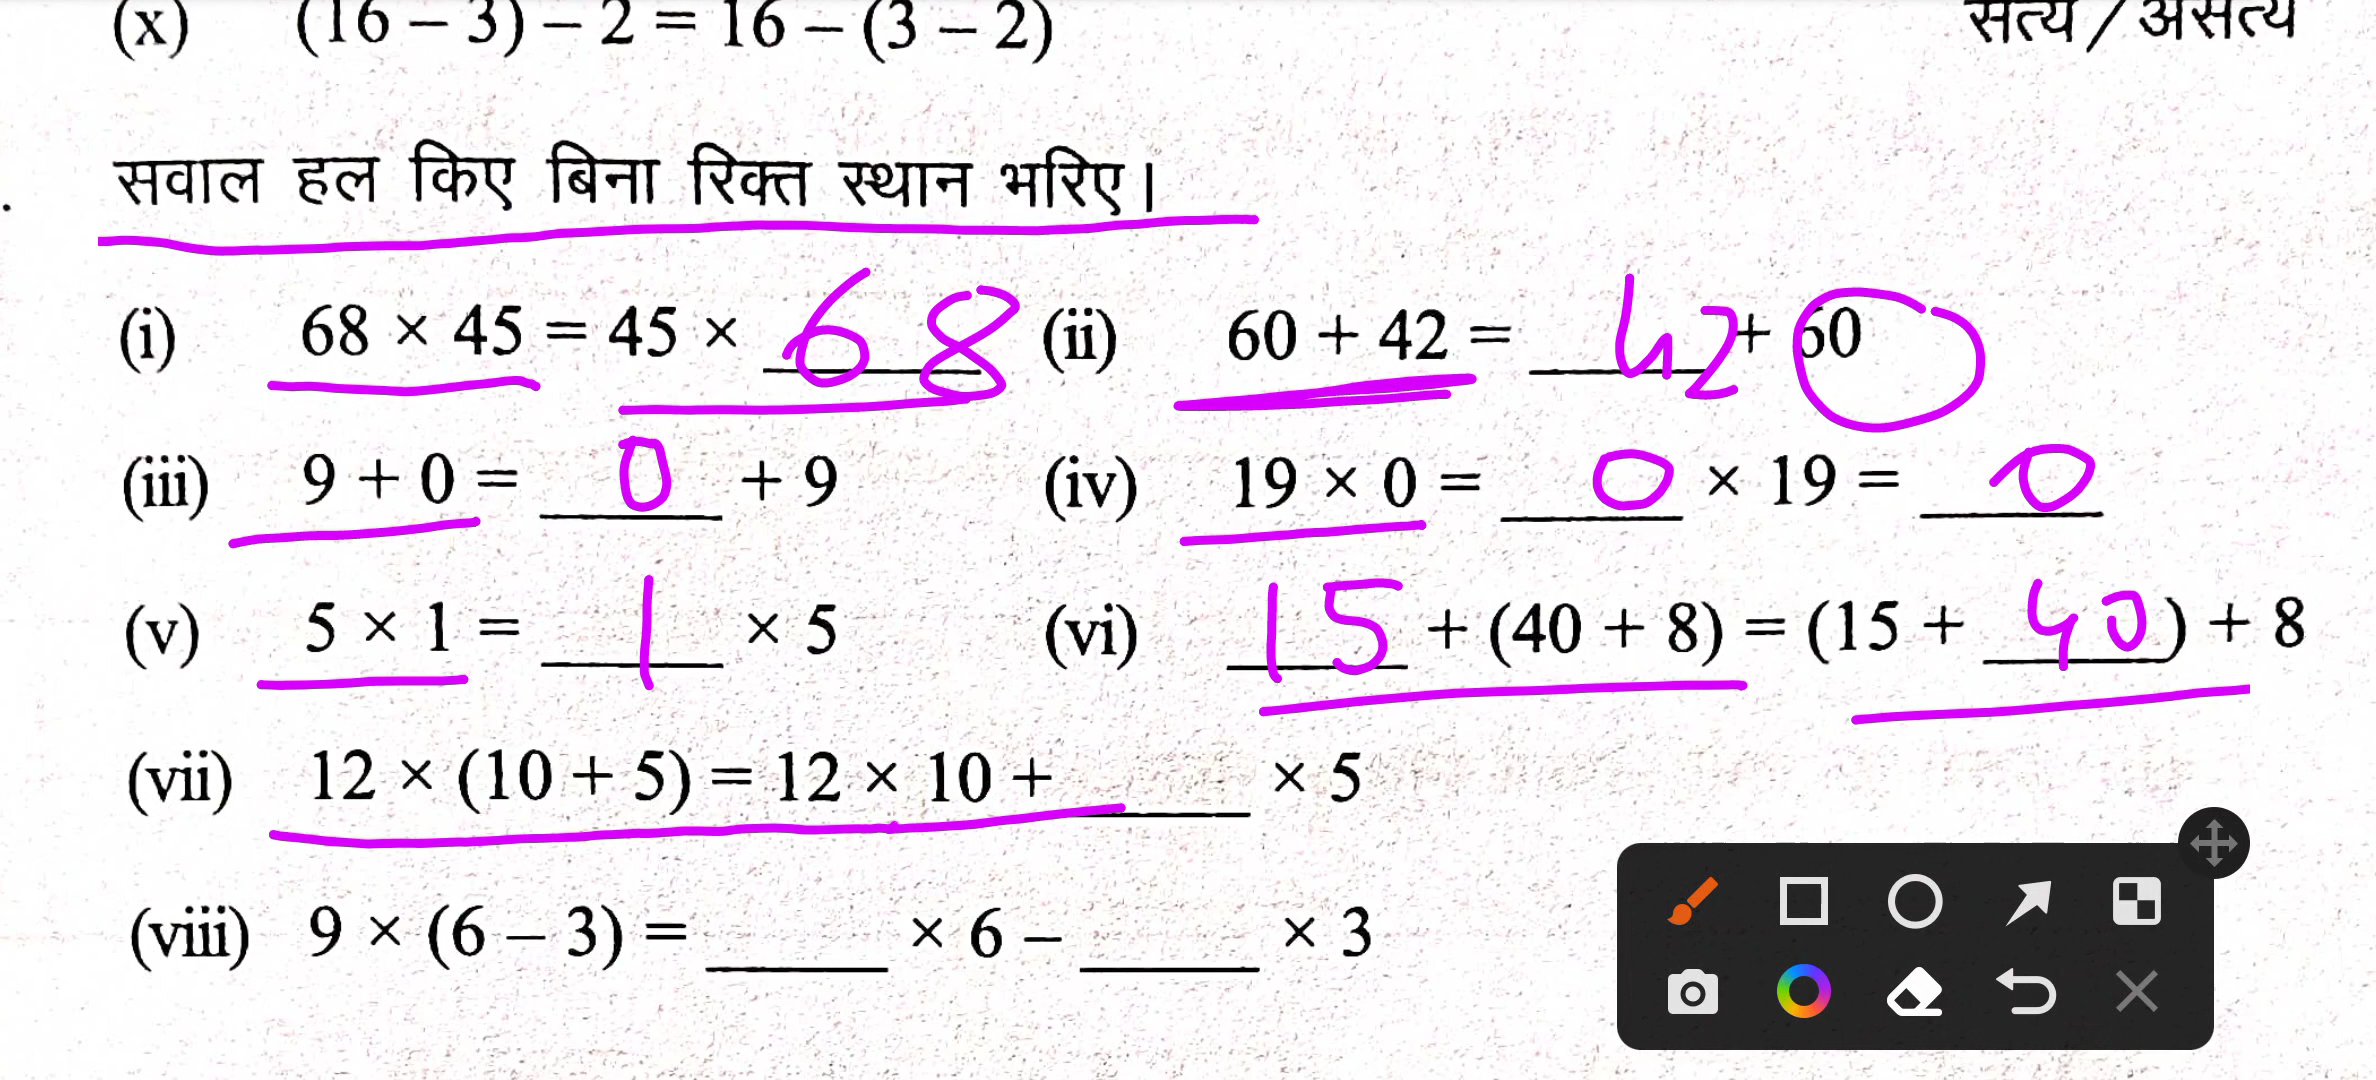 (x) (16 – 3) – 2 = 16 – (3 – 2) सत्य / असत्य
. सवाल हल किए बिना रिक्त स्थान भरिए।
(i) 68 × 45 = 45 × 68 (ii) 60 + 42 = 42 + 60
(iii) 9 + 0 = 0 + 9 (iv) 19 × 0 = 0 × 19 = 0
(v) 5 × 1 = 1 × 5 (vi) 15 + (40 + 8) = (15 + 40) + 8
(vii) 12 × (10 + 5) = 12 × 10 + ____ × 5
(viii) 9 × (6 – 3) = ____ × 6 – ____ × 3